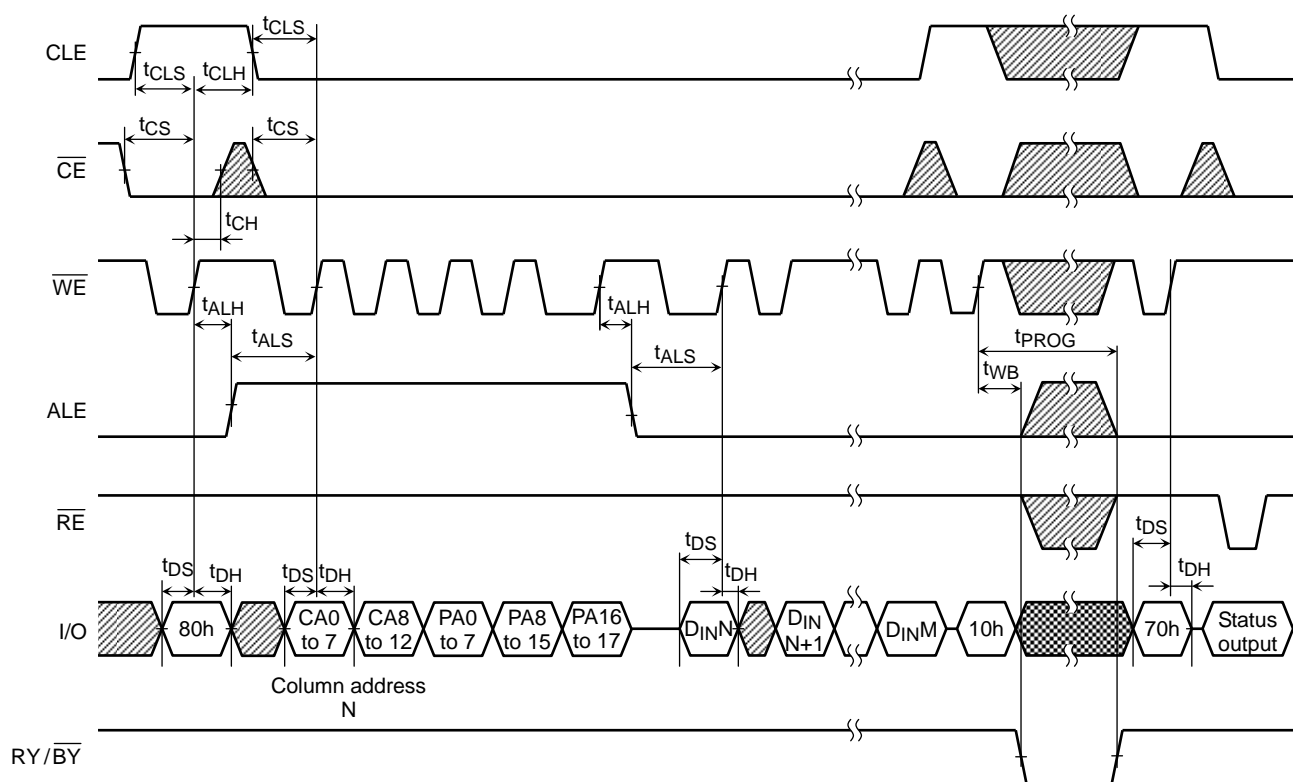 CLE
tCLS
tCLS
tCLH
CE
tCS
tCS
tCH
WE
tALH
tALH
tALS
tALS
tPROG
tWB
ALE
RE
tDS
tDH
tDS
tDH
tDS
tDH
tDS
tDH
I/O
80h
CA0
to 7
CA8
to 12
PA0
to 7
PA8
to 15
PA16
to 17
DINN
DIN
N+1
DINM
10h
70h
Status
output
Column address
N
RY/BY